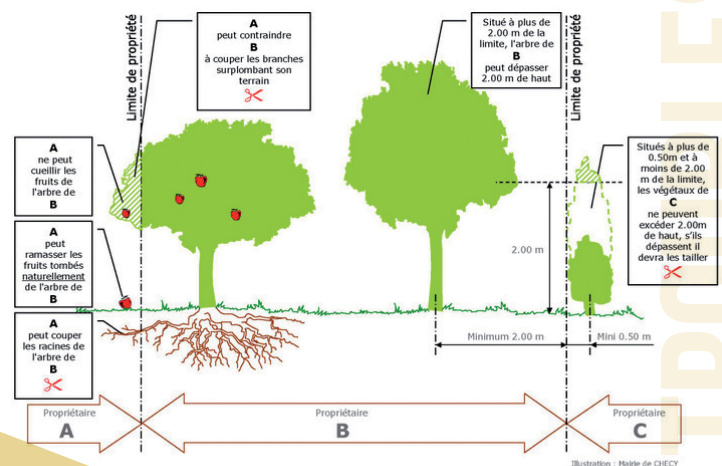 Limite de propriété
A
peut contraindre
B
à couper les branches
surplombant son
terrain
Situé à plus de
2.00 m de la
limite, l'arbre de
B
peut dépasser
2.00 m de haut
Limite de propriété
A
ne peut
cueillir les
fruits de
l'arbre de
B
Situés à plus de
0.50m et à
moins de 2.00
m de la limite,
les végétaux de
C
ne peuvent
excéder 2.00m
de haut, s'ils
dépassent il
devra les tailler
A
peut
ramasser les
fruits tombés
naturellement
de l'arbre de
B
2.00 m
A
peut couper
les racines de
l'arbre de
B
Minimum 2.00 m
Mini 0.50 m
Propriétaire
A
Propriétaire
B
Propriétaire
C
Illustration : Mairie de CHECY